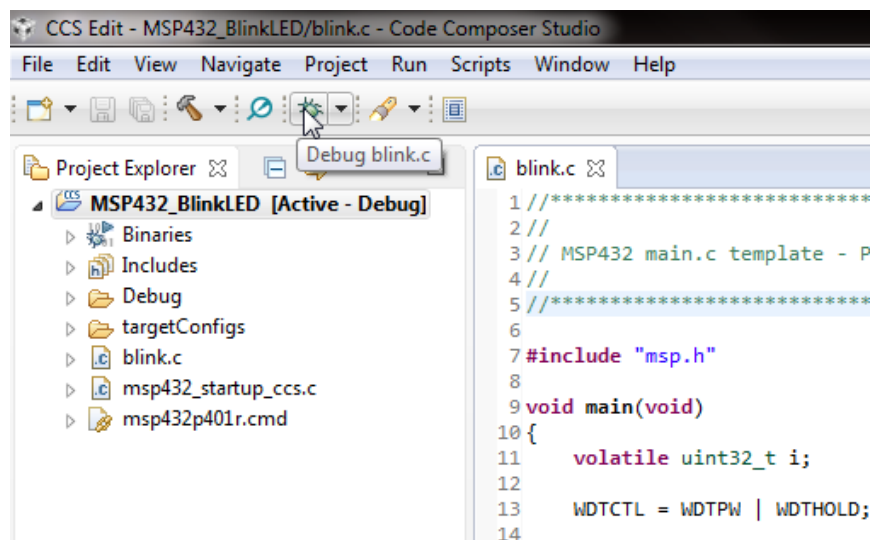 CCS Edit - MSP432_BlinkLED/blink.c - Code Composer Studio
File Edit View Navigate Project Run Scripts Window Help
Debug blink.c
Project Explorer
MSP432_BlinkLED [Active - Debug]
Binaries
Includes
Debug
targetConfigs
blink.c
msp432_startup_ccs.c
msp432p401r.cmd
blink.c
1 //***************************
2 //
3 // MSP432 main.c template - P
4 //
5 //***************************
6
7 #include "msp.h"
8
9 void main(void)
10 {
11     volatile uint32_t i;
12
13     WDTCTL = WDTPW | WDTHOLD;
14